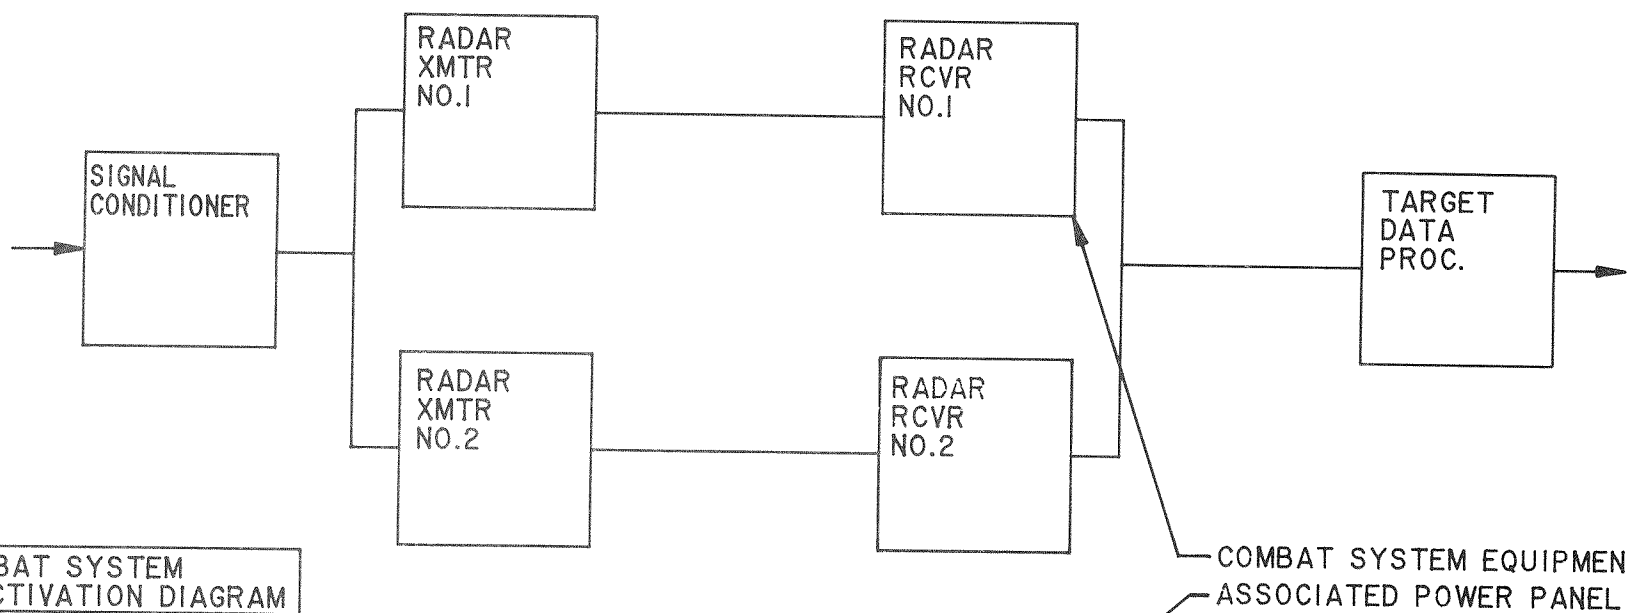 RADAR
XMTR
NO.1
RADAR
RCVR
NO.1
SIGNAL
CONDITIONER
TARGET
DATA
PROC.
RADAR
XMTR
NO.2
RADAR
RCVR
NO.2
BAT SYSTEM
CTIVATION DIAGRAM
COMBAT SYSTEM EQUIPMEN
ASSOCIATED POWER PANEL